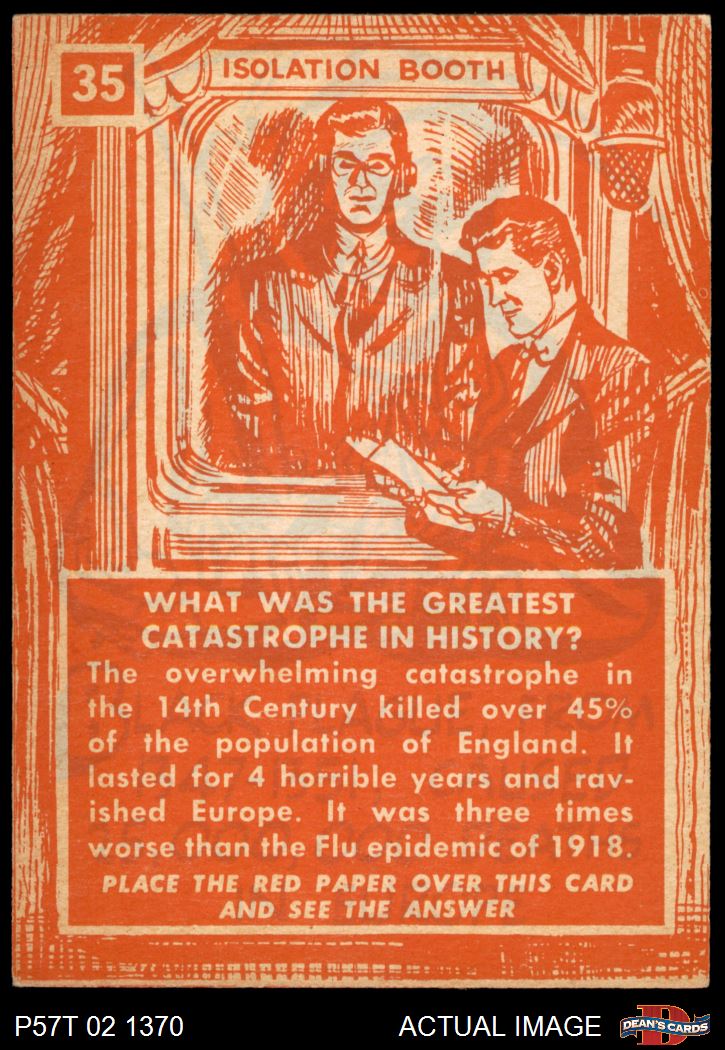 35
ISOLATION BOOTH
WHAT WAS THE GREATEST
CATASTROPHE IN HISTORY?
The overwhelming catastrophe in
the 14th Century killed over 45%
of the population of England. It
lasted for 4 horrible years and rav-
ished Europe. It was three times
worse than the Flu epidemic of 1918.
PLACE THE RED PAPER OVER THIS CARD
AND SEE THE ANSWER
P57T 02 1370
ACTUAL IMAGE
D
DEAN'S CARDS